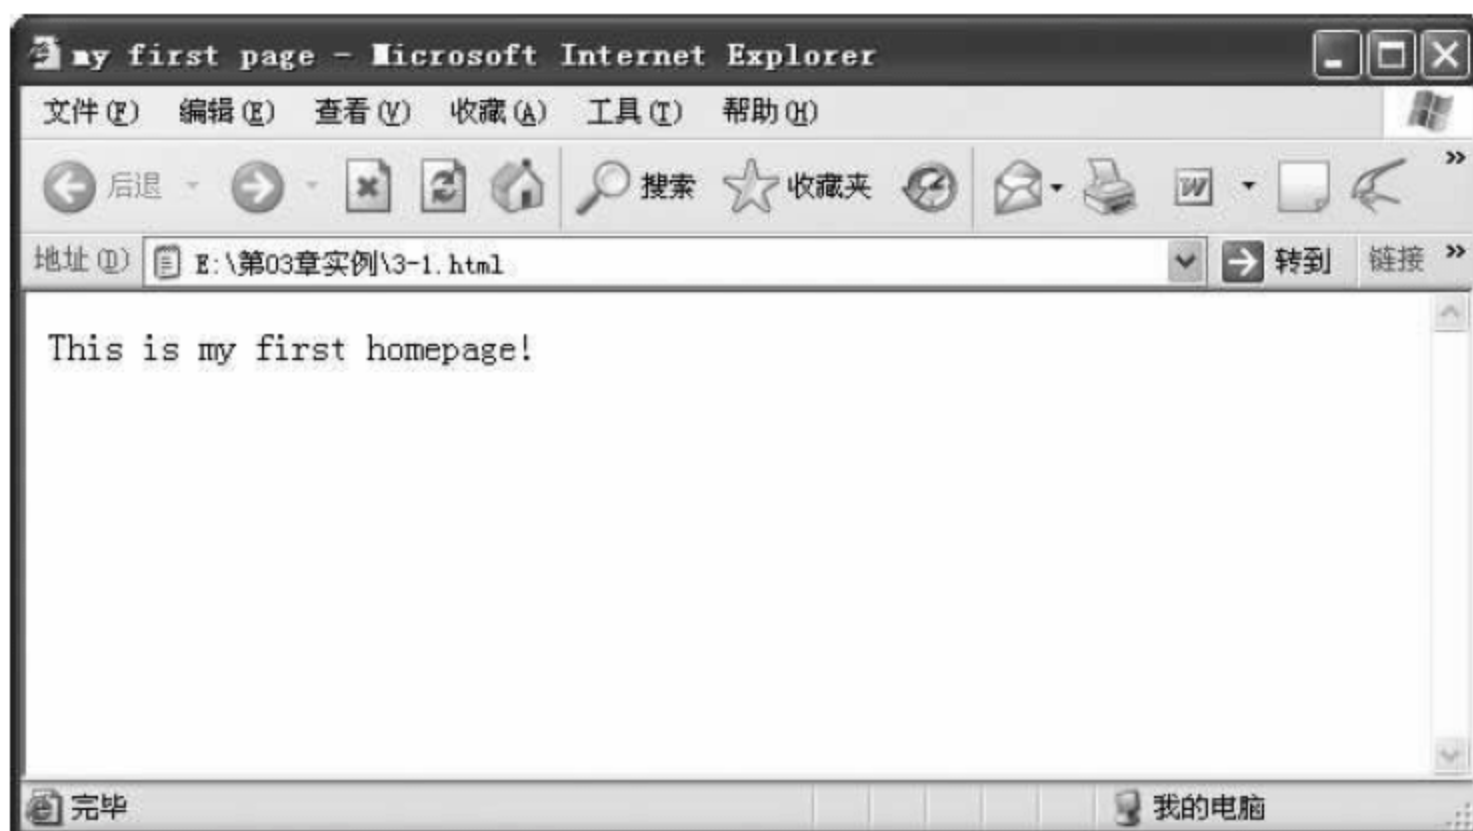 my first page - Microsoft Internet Explorer
文件(F) 编辑(E) 查看(V) 收藏(A) 工具(T) 帮助(H)
后退 搜索 收藏夹 W »
地址(D) E:\第03章实例\3-1.html 转到 链接 »
This is my first homepage!
完毕 我的电脑